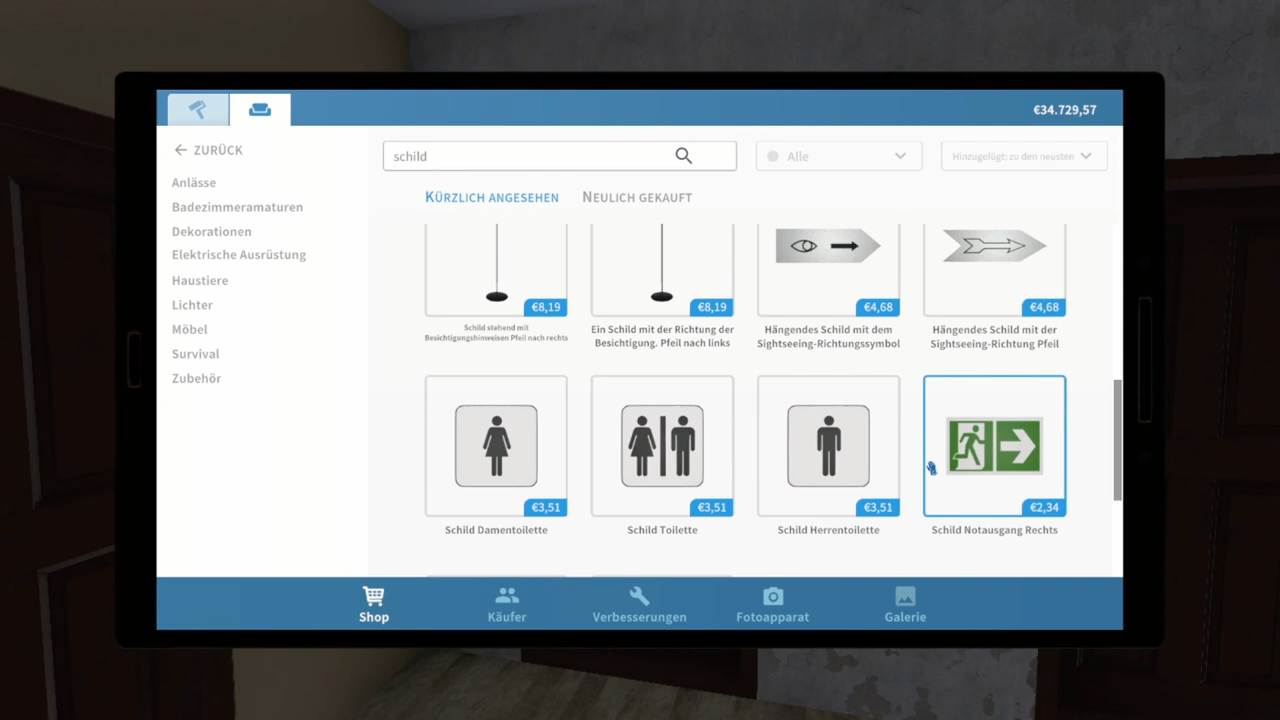 €34.729,57
ZURÜCK
schild
Alle
Hinzugefügt: zu den neusten
Anlässe
Badezimmeramaturen
Dekorationen
Elektrische Ausrüstung
Haustiere
Lichter
Möbel
Survival
Zubehör
KÜRZLICH ANGESEHEN
NEULICH GEKAUFT
€8,19
€8,19
€4,68
€4,68
Schild stehend mit
Besichtigungshinweisen Pfeil nach rechts
Ein Schild mit der Richtung der
Besichtigung. Pfeil nach links
Hängendes Schild mit dem
Sightseeing-Richtungssymbol
Hängendes Schild mit der
Sightseeing-Richtung Pfeil
€3,51
€3,51
€3,51
€2,34
Schild Damentoilette
Schild Toilette
Schild Herrentoilette
Schild Notausgang Rechts
Shop
Käufer
Verbesserungen
Fotoapparat
Galerie